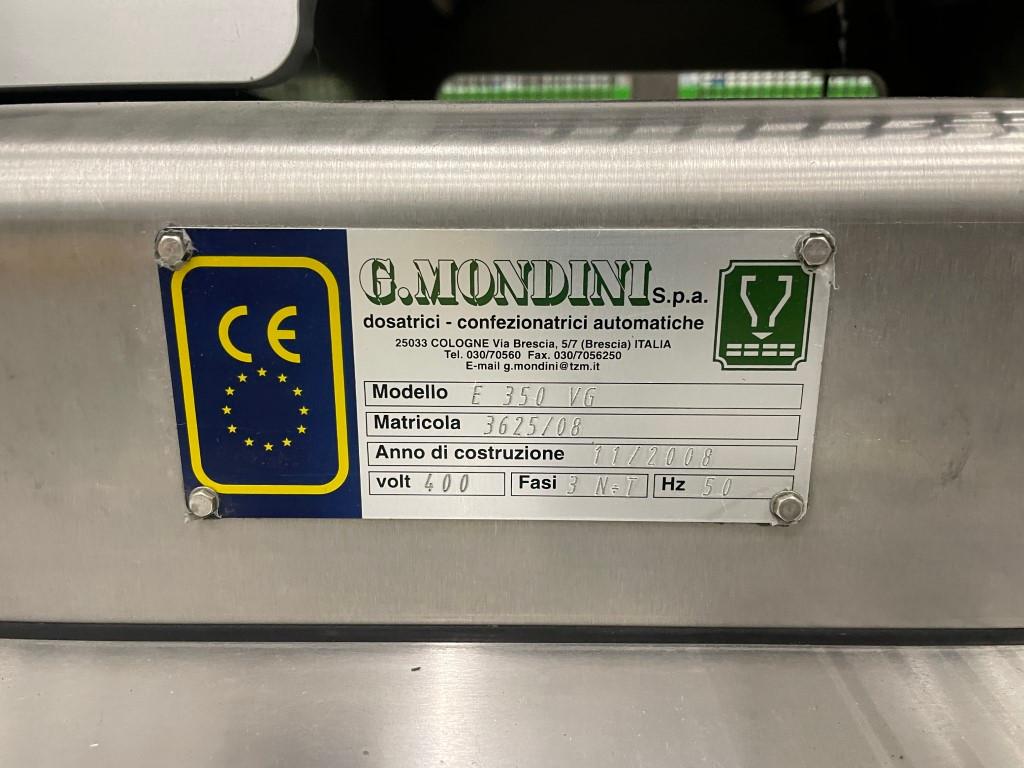 CE
G.MONDINI S.p.a.
dosatrici - confezionatrici automatiche
25033 COLOGNE Via Brescia, 5/7 (Brescia) ITALIA
Tel. 030/70560 Fax. 030/7056250
E-mail g.mondini@tzm.it
Modello E 350 VG
Matricola 3625/08
Anno di costruzione 11/2008
volt 400 Fasi 3 N÷T Hz 50